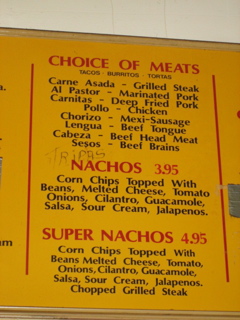 CHOICE OF MEATS
TACOS · BURRITOS · TORTAS
Carne Asada - Grilled Steak
Al Pastor - Marinated Pork
Carnitas - Deep Fried Pork
Pollo - Chicken
Chorizo - Mexi-Sausage
Lengua - Beef Tongue
Cabeza - Beef Head Meat
Sesos - Beef Brains
TRIPAS
NACHOS 3.95
Corn Chips Topped With
Beans, Melted Cheese, Tomato
Onions, Cilantro, Guacamole,
Salsa, Sour Cream, Jalapenos.
SUPER NACHOS 4.95
Corn Chips Topped With
Beans Melted Cheese, Tomato,
Onions, Cilantro, Guacamole,
Salsa, Sour Cream, Jalapenos.
Chopped Grilled Steak